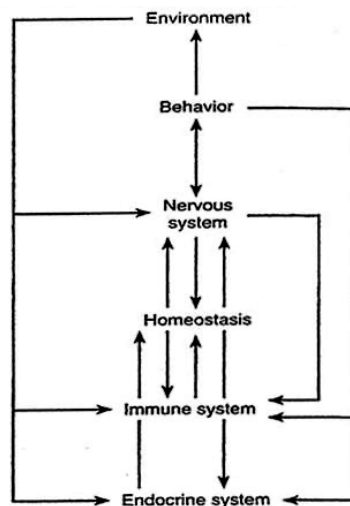 Environment
Behavior
Nervous
system
Homeostasis
Immune system
Endocrine system